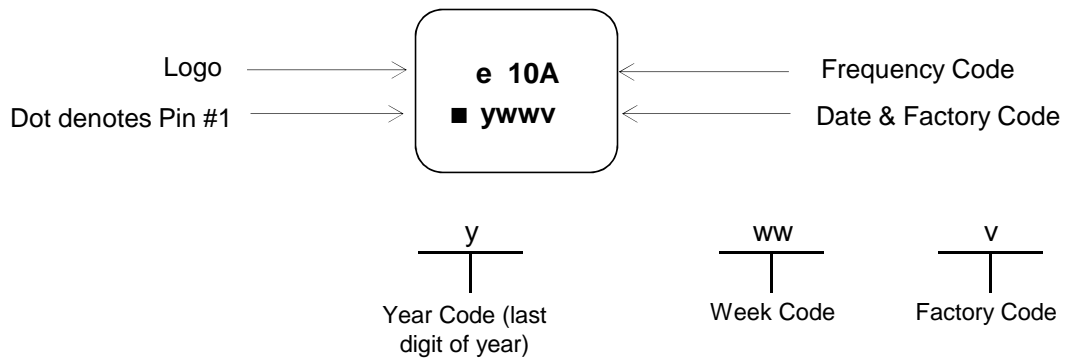 Logo
e 10A
Frequency Code
Dot denotes Pin #1
■ ywwv
Date & Factory Code
y
ww
v
Year Code (last
digit of year)
Week Code
Factory Code